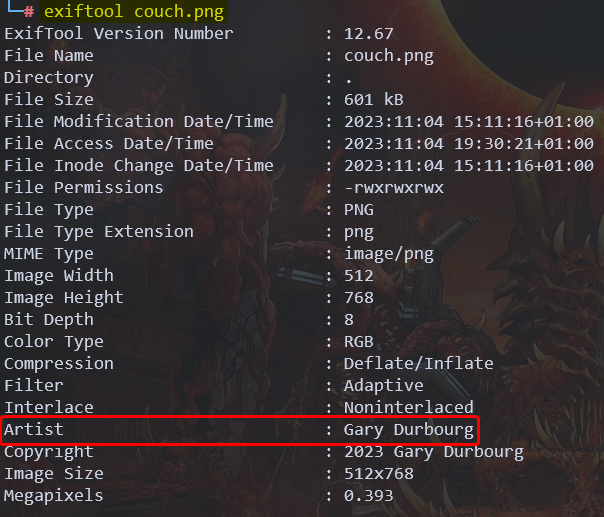 └─# exiftool couch.png
ExifTool Version Number : 12.67
File Name : couch.png
Directory : .
File Size : 601 kB
File Modification Date/Time : 2023:11:04 15:11:16+01:00
File Access Date/Time : 2023:11:04 19:30:21+01:00
File Inode Change Date/Time : 2023:11:04 15:11:16+01:00
File Permissions : -rwxrwxrwx
File Type : PNG
File Type Extension : png
MIME Type : image/png
Image Width : 512
Image Height : 768
Bit Depth : 8
Color Type : RGB
Compression : Deflate/Inflate
Filter : Adaptive
Interlace : Noninterlaced
Artist : Gary Durbourg
Copyright : 2023 Gary Durbourg
Image Size : 512x768
Megapixels : 0.393